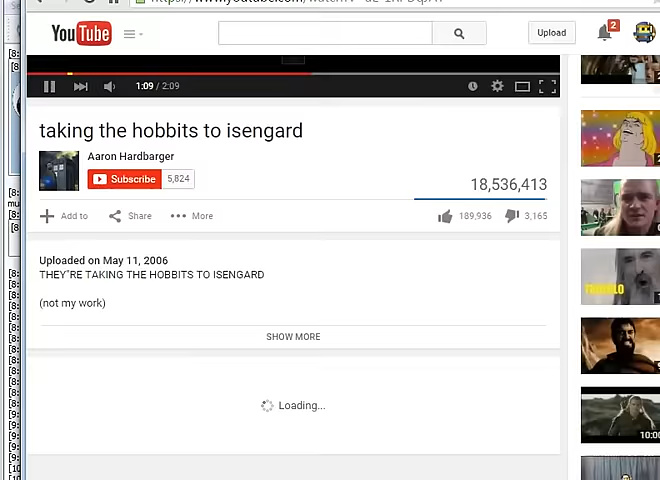 YouTube
Upload
2
1:09 / 2:09
taking the hobbits to isengard
Aaron Hardbarger
Subscribe 5,824
18,536,413
Add to Share More 189,936 3,165
Uploaded on May 11, 2006
THEY"RE TAKING THE HOBBITS TO ISENGARD
(not my work)
SHOW MORE
Loading...
10:00